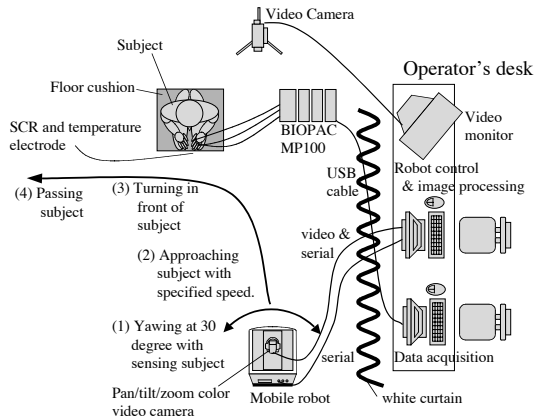 Video Camera
Subject
Operator's desk
Floor cushion
Video
monitor
SCR and temperature
electrode
BIOPAC
MP100
USB
cable
Robot control
& image processing
(4) Passing
subject
(3) Turning in
front of
subject
video &
serial
(2) Approaching
subject with
specified speed.
(1) Yawing at 30
degree with
sensing subject
serial
Data acquisition
Pan/tilt/zoom color
video camera
Mobile robot
white curtain